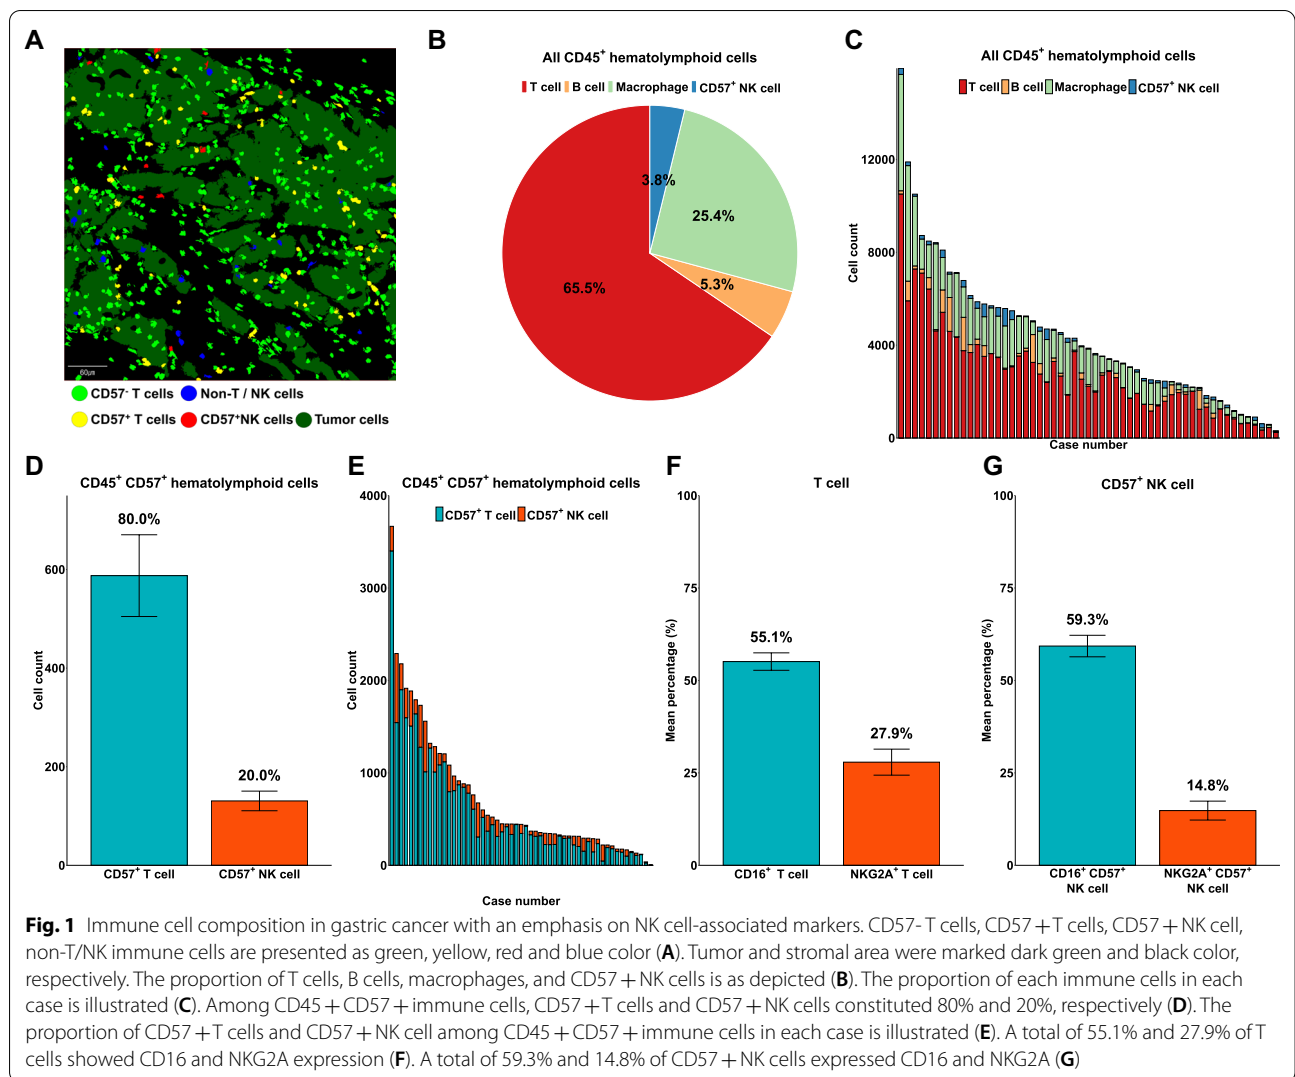 A
60μm
CD57- T cells
Non-T / NK cells
CD57+ T cells
CD57+NK cells
Tumor cells
B
All CD45+ hematolymphoid cells
T cell B cell Macrophage CD57+ NK cell
3.8%
25.4%
5.3%
65.5%
C
All CD45+ hematolymphoid cells
T cell B cell Macrophage CD57+ NK cell
Cell count
12000
8000
4000
0
Case number
D
CD45+ CD57+ hematolymphoid cells
Cell count
600
400
200
0
80.0%
20.0%
CD57+ T cell
CD57+ NK cell
E
CD45+ CD57+ hematolymphoid cells
CD57+ T cell CD57+ NK cell
Cell count
4000
3000
2000
1000
0
Case number
F
T cell
Mean percentage (%)
100
75
50
25
0
55.1%
27.9%
CD16+ T cell
NKG2A+ T cell
G
CD57+ NK cell
Mean percentage (%)
100
75
50
25
0
59.3%
14.8%
CD16+ CD57+
NK cell
NKG2A+ CD57+
NK cell
Fig. 1 Immune cell composition in gastric cancer with an emphasis on NK cell-associated markers. CD57- T cells, CD57+T cells, CD57+NK cell,
non-T/NK immune cells are presented as green, yellow, red and blue color (A). Tumor and stromal area were marked dark green and black color,
respectively. The proportion of T cells, B cells, macrophages, and CD57+NK cells is as depicted (B). The proportion of each immune cells in each
case is illustrated (C). Among CD45+CD57+immune cells, CD57+T cells and CD57+NK cells constituted 80% and 20%, respectively (D). The
proportion of CD57+T cells and CD57+NK cell among CD45+CD57+immune cells in each case is illustrated (E). A total of 55.1% and 27.9% of T
cells showed CD16 and NKG2A expression (F). A total of 59.3% and 14.8% of CD57+NK cells expressed CD16 and NKG2A (G)